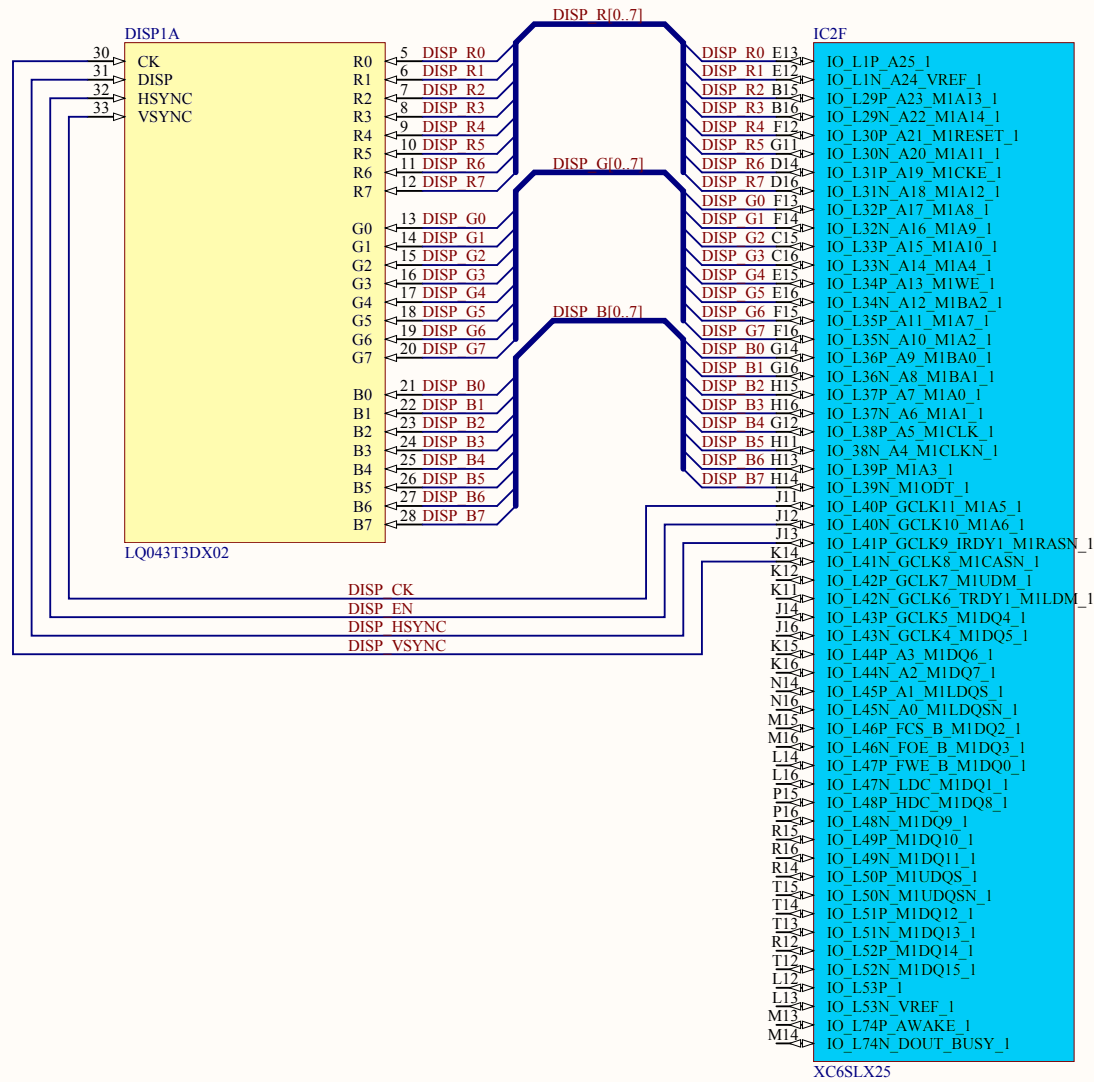 DISP_R[0..7]
DISP1A
IC2F
30 CK
31 DISP
32 HSYNC
33 VSYNC
R0 5 DISP_R0
R1 6 DISP_R1
R2 7 DISP_R2
R3 8 DISP_R3
R4 9 DISP_R4
R5 10 DISP_R5
R6 11 DISP_R6
R7 12 DISP_R7
DISP_G[0..7]
G0 13 DISP_G0
G1 14 DISP_G1
G2 15 DISP_G2
G3 16 DISP_G3
G4 17 DISP_G4
G5 18 DISP_G5
G6 19 DISP_G6
G7 20 DISP_G7
DISP_B[0..7]
B0 21 DISP_B0
B1 22 DISP_B1
B2 23 DISP_B2
B3 24 DISP_B3
B4 25 DISP_B4
B5 26 DISP_B5
B6 27 DISP_B6
B7 28 DISP_B7
LQ043T3DX02
DISP_CK
DISP_EN
DISP_HSYNC
DISP_VSYNC
DISP_R0 E13 IO_L1P_A25_1
DISP_R1 E12 IO_L1N_A24_VREF_1
DISP_R2 B15 IO_L29P_A23_M1A13_1
DISP_R3 B16 IO_L29N_A22_M1A14_1
DISP_R4 F12 IO_L30P_A21_M1RESET_1
DISP_R5 G11 IO_L30N_A20_M1A11_1
DISP_R6 D14 IO_L31P_A19_M1CKE_1
DISP_R7 D16 IO_L31N_A18_M1A12_1
DISP_G0 F13 IO_L32P_A17_M1A8_1
DISP_G1 F14 IO_L32N_A16_M1A9_1
DISP_G2 C15 IO_L33P_A15_M1A10_1
DISP_G3 C16 IO_L33N_A14_M1A4_1
DISP_G4 E15 IO_L34P_A13_M1WE_1
DISP_G5 E16 IO_L34N_A12_M1BA2_1
DISP_G6 F15 IO_L35P_A11_M1A7_1
DISP_G7 F16 IO_L35N_A10_M1A2_1
DISP_B0 G14 IO_L36P_A9_M1BA0_1
DISP_B1 G16 IO_L36N_A8_M1BA1_1
DISP_B2 H15 IO_L37P_A7_M1A0_1
DISP_B3 H16 IO_L37N_A6_M1A1_1
DISP_B4 G12 IO_L38P_A5_M1CLK_1
DISP_B5 H11 IO_38N_A4_M1CLKN_1
DISP_B6 H13 IO_L39P_M1A3_1
DISP_B7 H14 IO_L39N_M1ODT_1
J11 IO_L40P_GCLK11_M1A5_1
J12 IO_L40N_GCLK10_M1A6_1
J13 IO_L41P_GCLK9_IRDY1_M1RASN_1
K14 IO_L41N_GCLK8_M1CASN_1
K12 IO_L42P_GCLK7_M1UDM_1
K11 IO_L42N_GCLK6_TRDY1_M1LDM_1
J14 IO_L43P_GCLK5_M1DQ4_1
J16 IO_L43N_GCLK4_M1DQ5_1
K15 IO_L44P_A3_M1DQ6_1
K16 IO_L44N_A2_M1DQ7_1
N14 IO_L45P_A1_M1LDQS_1
N16 IO_L45N_A0_M1LDQSN_1
M15 IO_L46P_FCS_B_M1DQ2_1
M16 IO_L46N_FOE_B_M1DQ3_1
L14 IO_L47P_FWE_B_M1DQ0_1
L16 IO_L47N_LDC_M1DQ1_1
P15 IO_L48P_HDC_M1DQ8_1
P16 IO_L48N_M1DQ9_1
R15 IO_L49P_M1DQ10_1
R16 IO_L49N_M1DQ11_1
R14 IO_L50P_M1UDQS_1
T15 IO_L50N_M1UDQSN_1
T14 IO_L51P_M1DQ12_1
T13 IO_L51N_M1DQ13_1
R12 IO_L52P_M1DQ14_1
T12 IO_L52N_M1DQ15_1
L12 IO_L53P_1
L13 IO_L53N_VREF_1
M13 IO_L74P_AWAKE_1
M14 IO_L74N_DOUT_BUSY_1
XC6SLX25